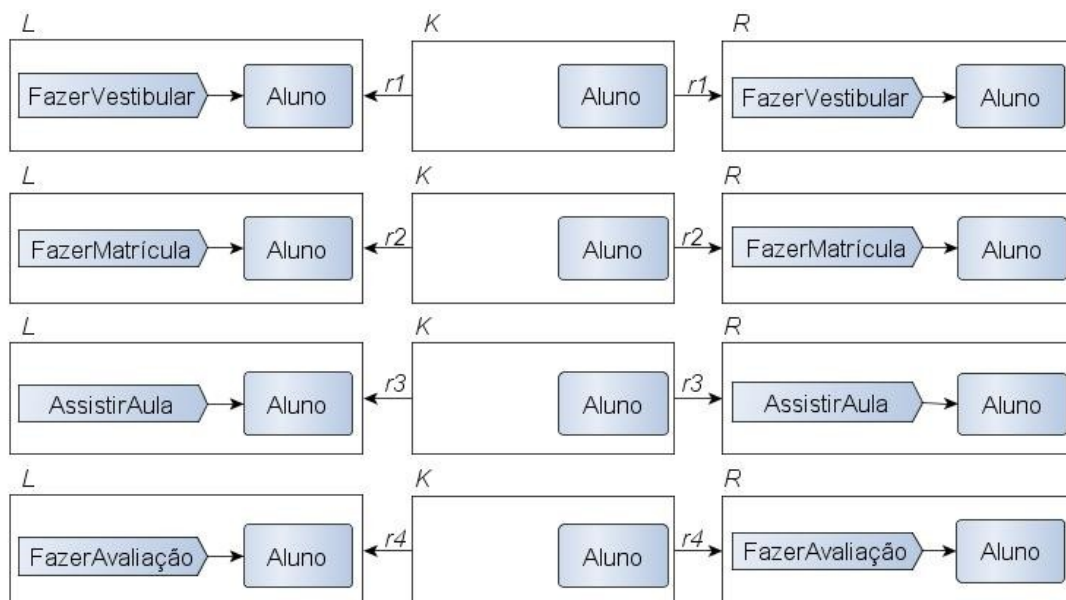 L K R
FazerVestibular Aluno r1 Aluno r1 FazerVestibular Aluno
L K R
FazerMatrícula Aluno r2 Aluno r2 FazerMatrícula Aluno
L K R
AssistirAula Aluno r3 Aluno r3 AssistirAula Aluno
L K R
FazerAvaliação Aluno r4 Aluno r4 FazerAvaliação Aluno